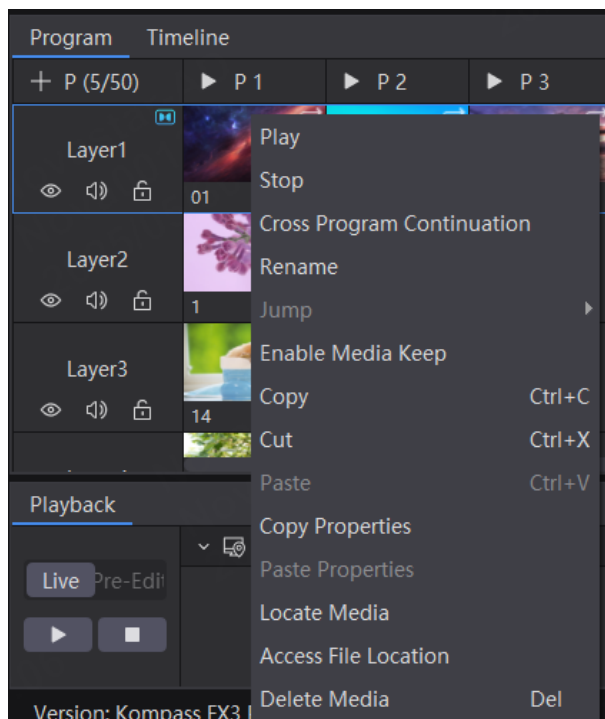 Program Timeline
P (5/50) P 1 P 2 P 3
Layer1
01
Layer2
1
Layer3
14
Play
Stop
Cross Program Continuation
Rename
Jump
Enable Media Keep
Copy Ctrl+C
Cut Ctrl+X
Paste Ctrl+V
Copy Properties
Paste Properties
Locate Media
Access File Location
Delete Media Del
Playback
Live Pre-Edit
Version: Kompass FX3